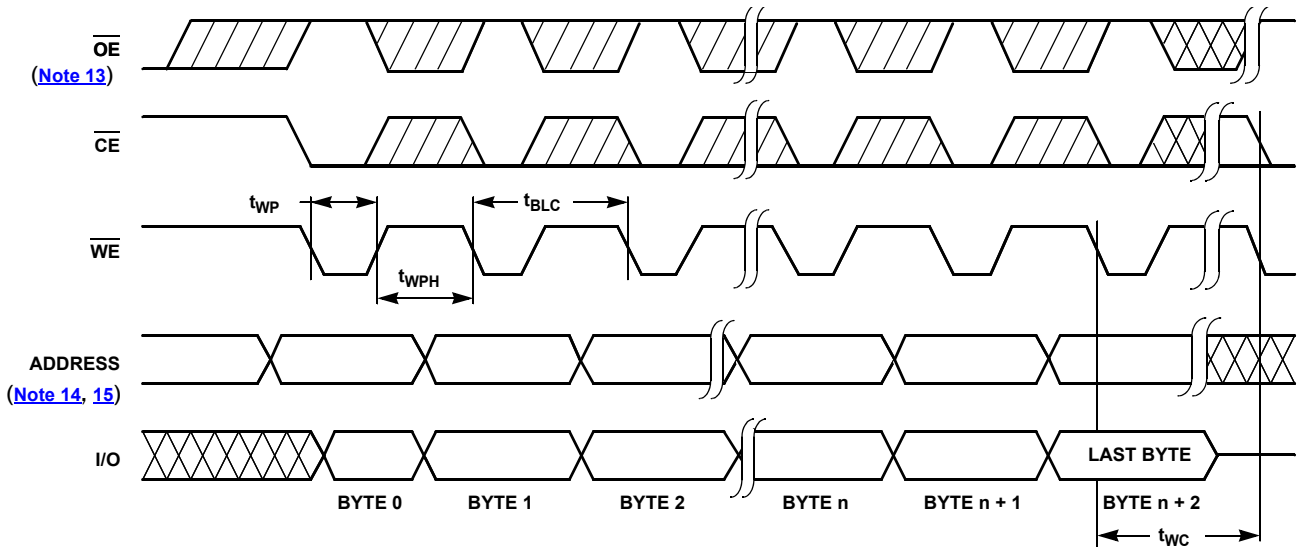 OE
(Note 13)
CE
tWP
tBLC
WE
tWPH
ADDRESS
(Note 14, 15)
I/O
LAST BYTE
BYTE 0
BYTE 1
BYTE 2
BYTE n
BYTE n + 1
BYTE n + 2
tWC